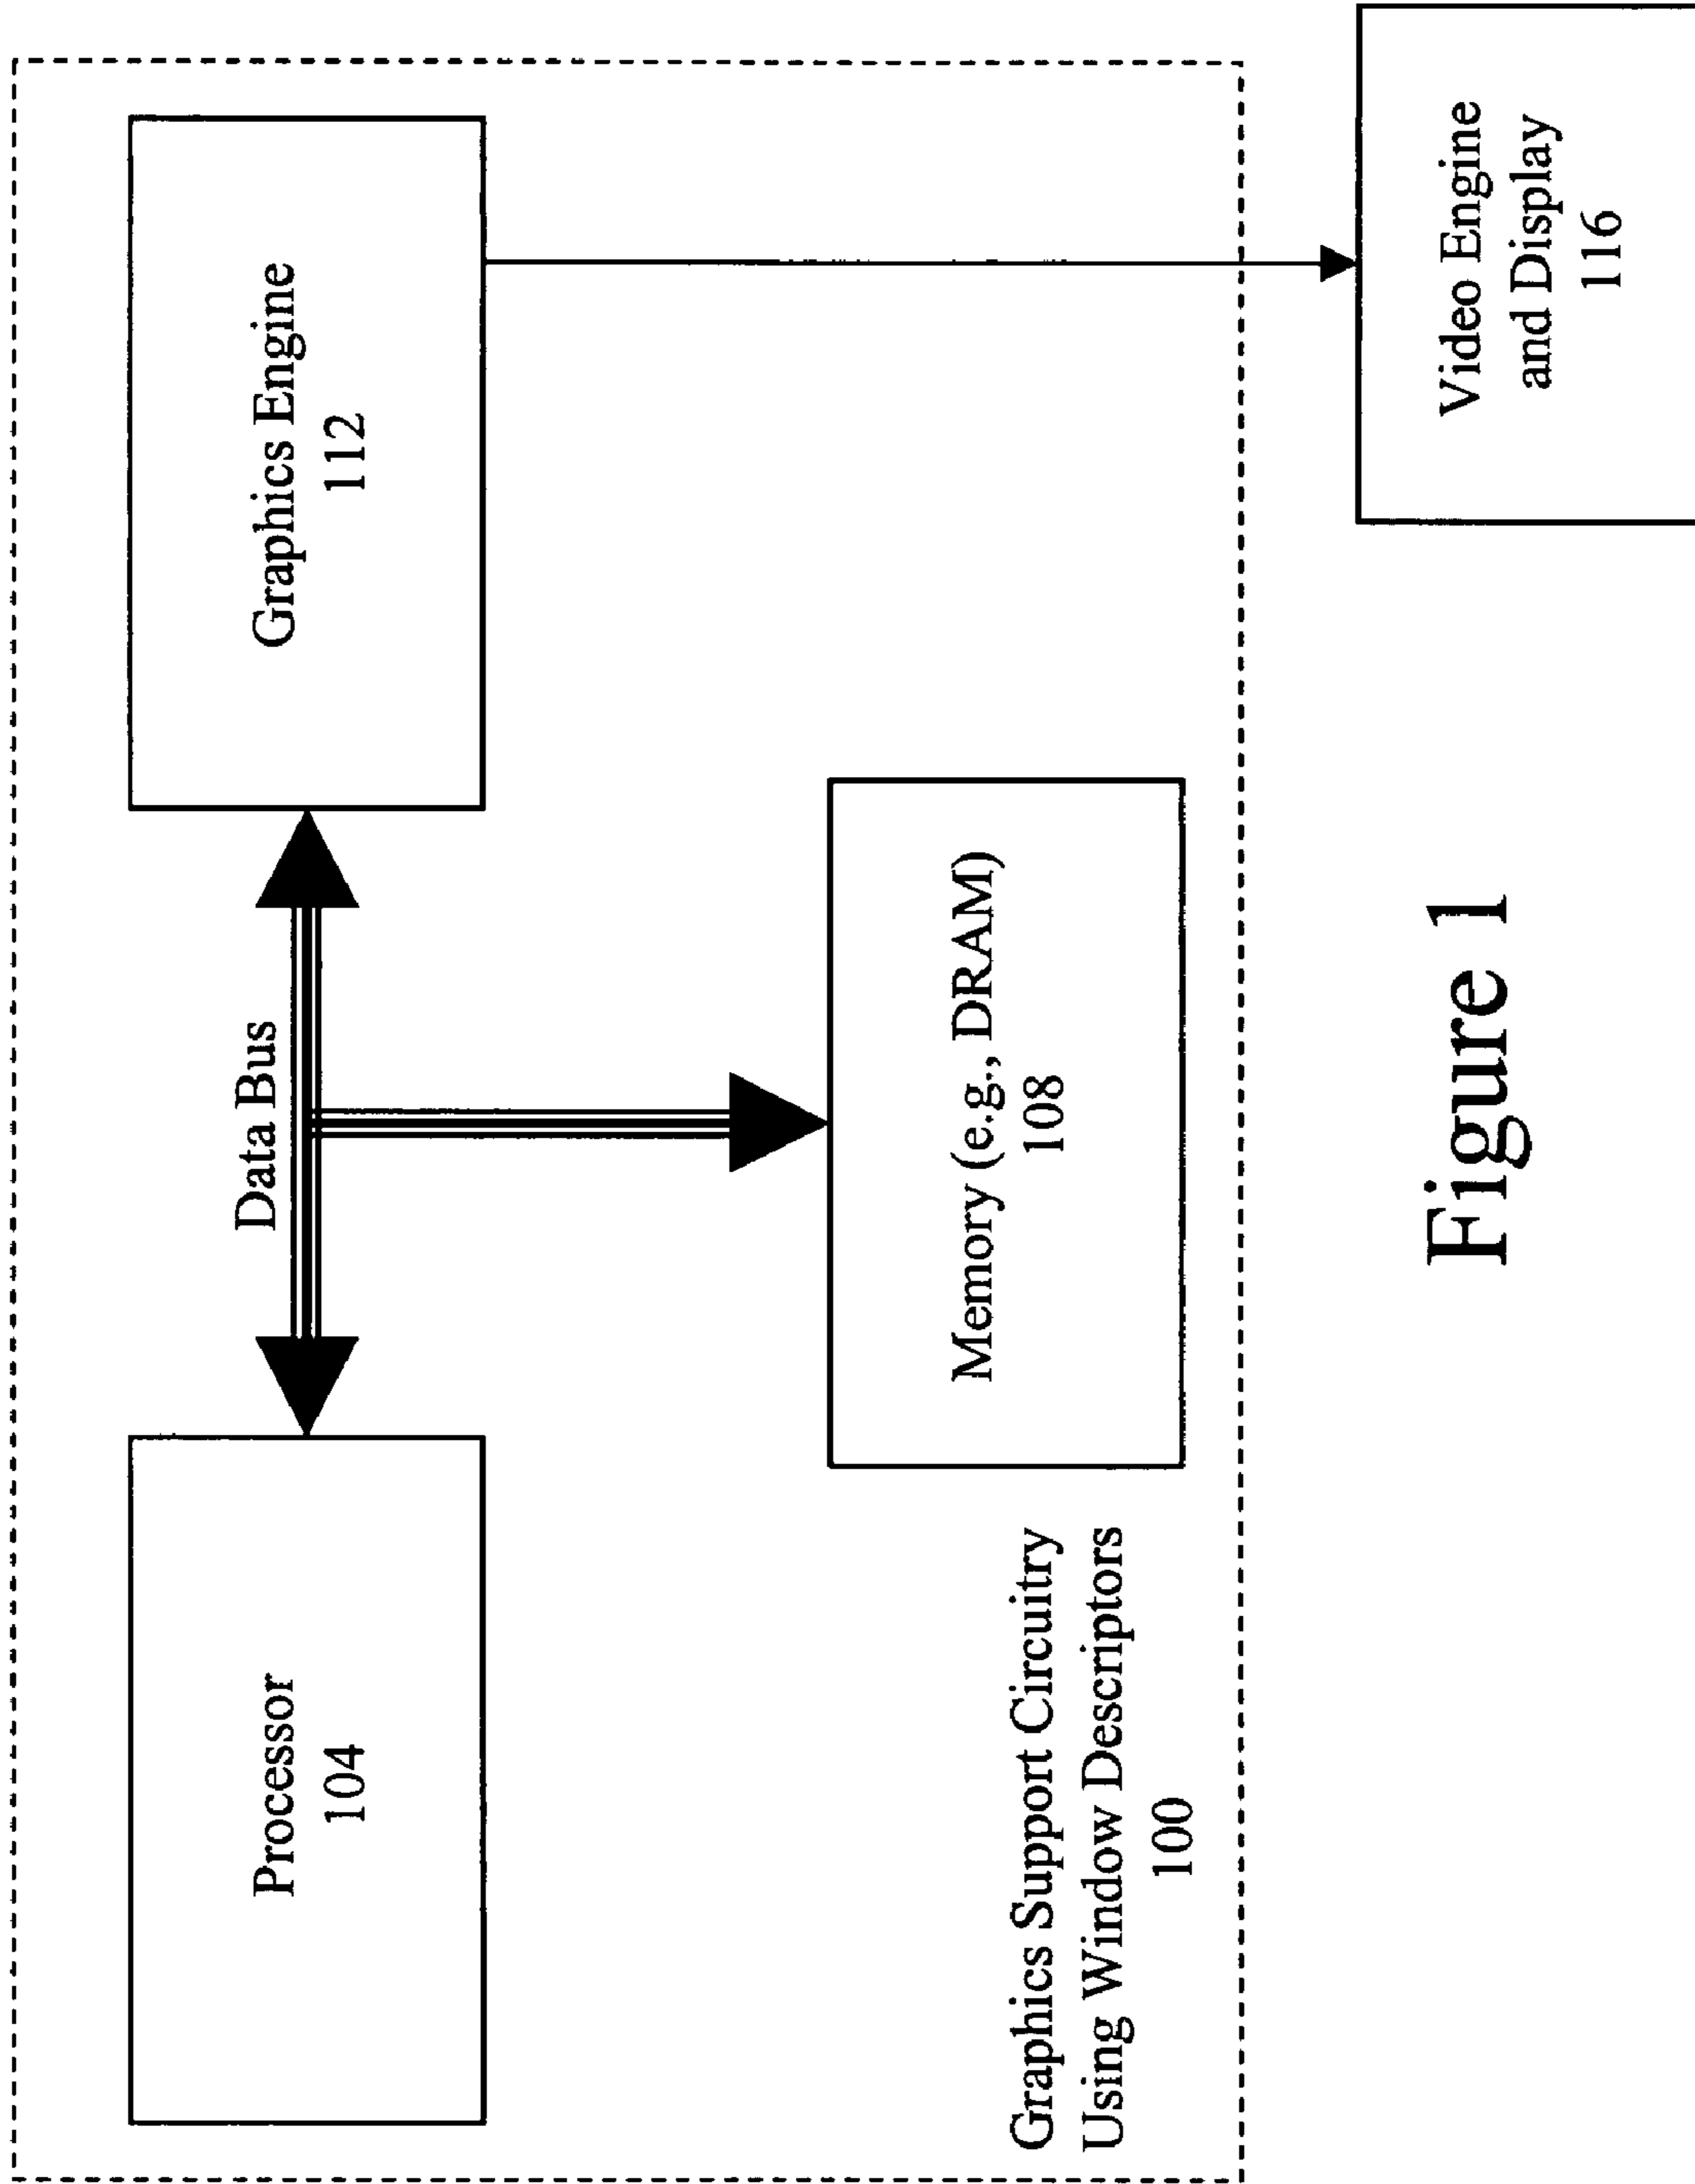 Processor
104
Data Bus
Graphics Engine
112
Memory (e.g., DRAM)
108
Graphics Support Circuitry
Using Window Descriptors
100
Video Engine
and Display
116
Figure 1